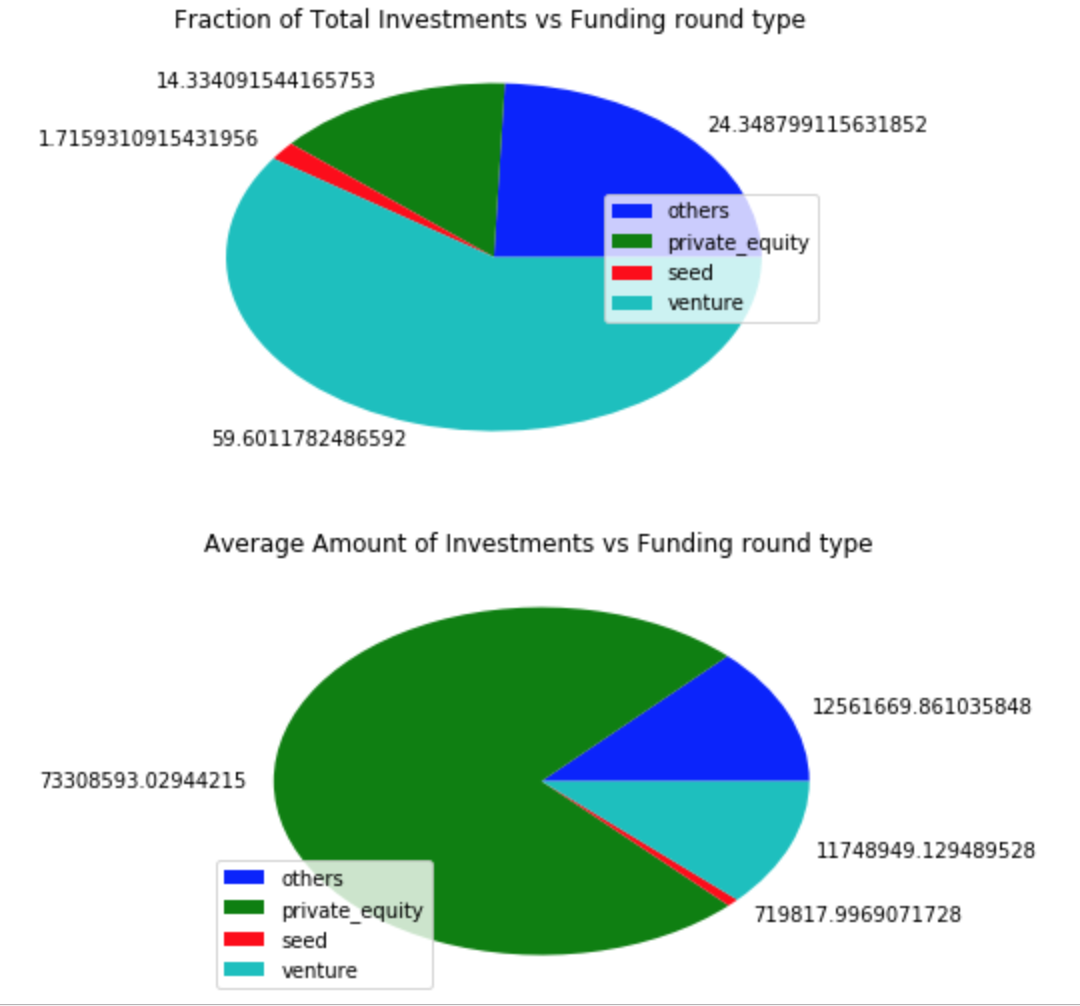 Fraction of Total Investments vs Funding round type
14.334091544165753
24.348799115631852
1.7159310915431956
others
private_equity
seed
venture
59.6011782486592
Average Amount of Investments vs Funding round type
12561669.861035848
73308593.02944215
11748949.129489528
719817.9969071728
others
private_equity
seed
venture